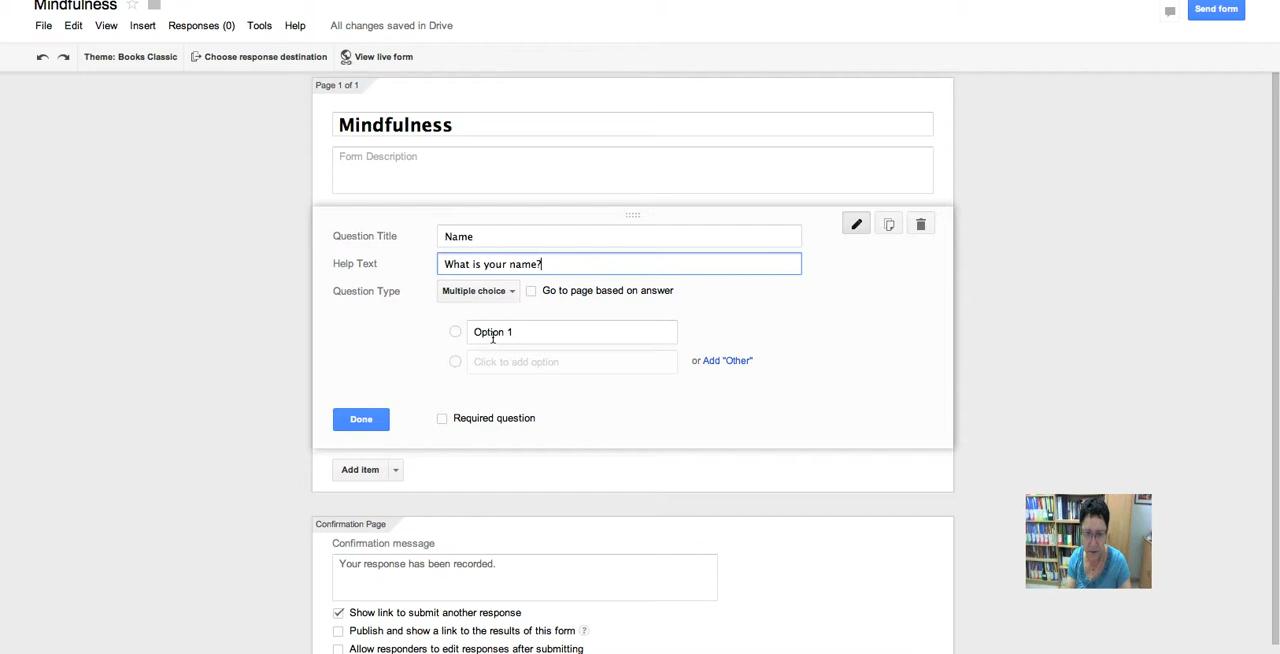 Mindfulness
File Edit View Insert Responses (0) Tools Help All changes saved in Drive
Send form
Theme: Books Classic Choose response destination View live form
Page 1 of 1
Mindfulness
Form Description
Question Title Name
Help Text What is your name?
Question Type Multiple choice Go to page based on answer
Option 1
Click to add option or Add "Other"
Done Required question
Add item
Confirmation Page
Confirmation message
Your response has been recorded.
Show link to submit another response
Publish and show a link to the results of this form ?
Allow responders to edit responses after submitting